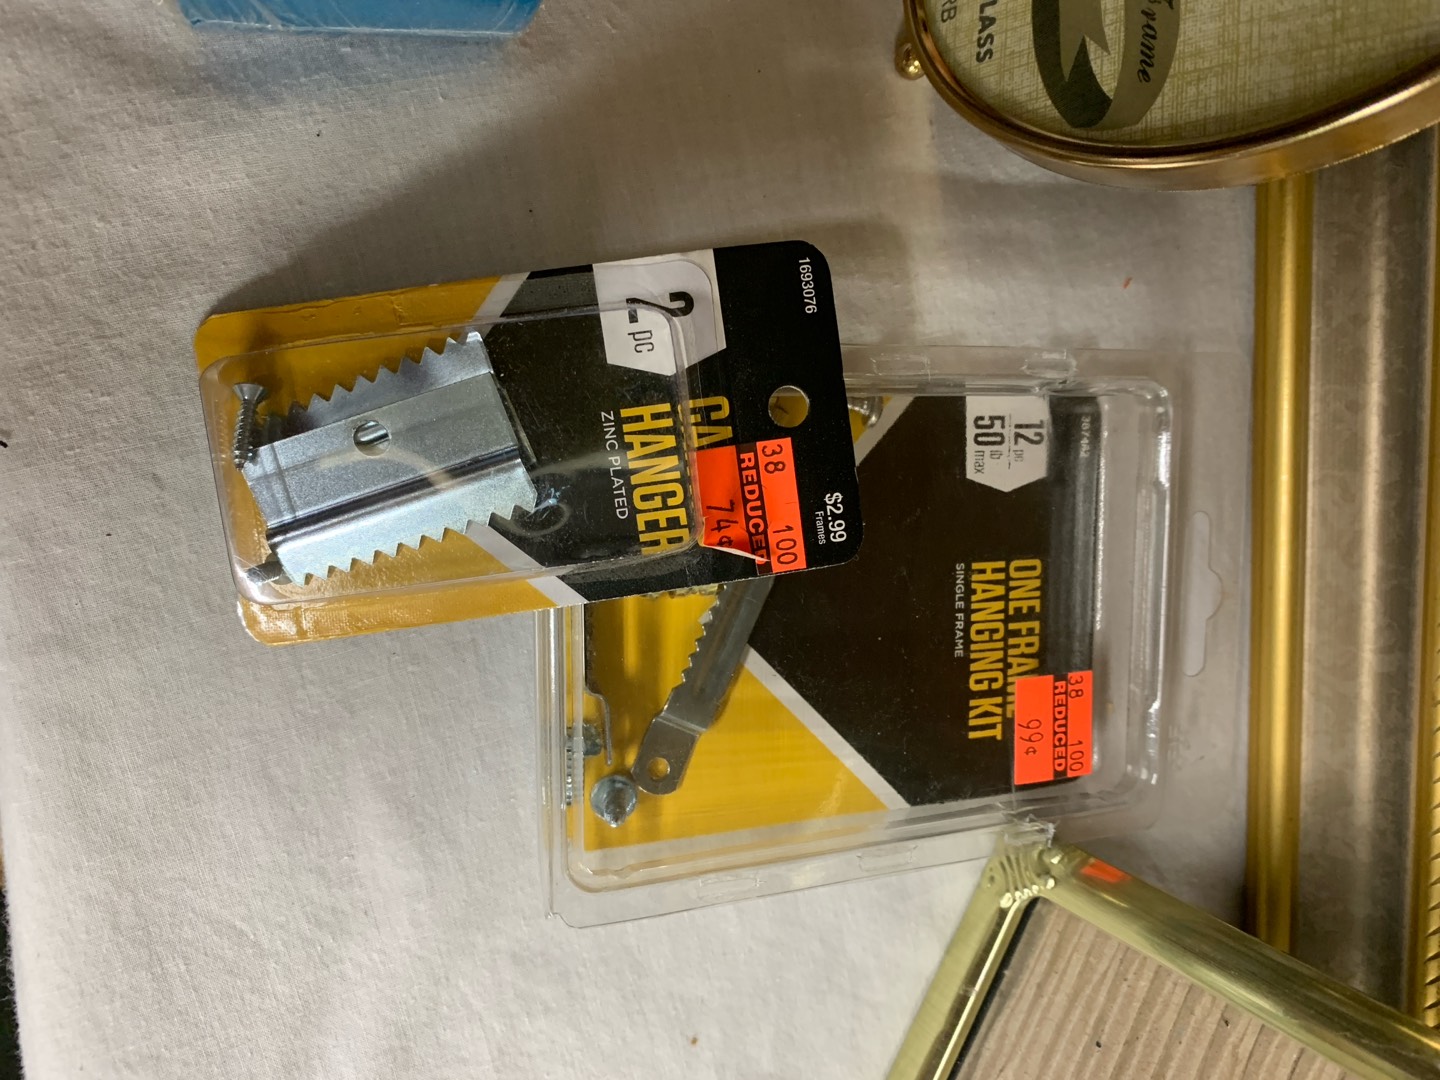 1693076
2 pc
HANGER
ZINC PLATED
$2.99
Frames
38 100
REDUCED
74¢
12 pc
50 lb max
ONE FRAME
HANGING KIT
SINGLE FRAME
38 100
REDUCED
99¢
LASS